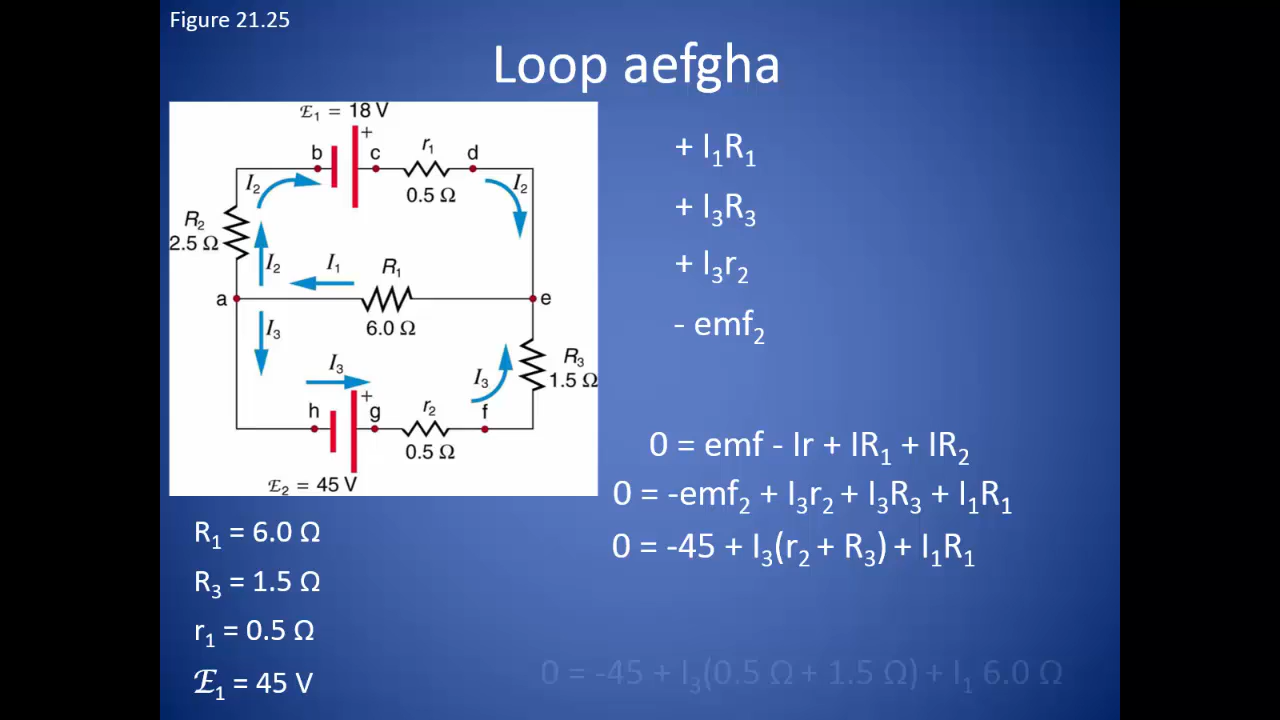 Figure 21.25
Loop aefgha
ℰ₁ = 18 V
+
b
c
r₁
d
I₂
0.5 Ω
I₂
R₂
2.5 Ω
I₂
I₁
R₁
a
e
6.0 Ω
I₃
I₃
R₃
1.5 Ω
I₃
+
h
g
r₂
f
0.5 Ω
ℰ₂ = 45 V
R₁ = 6.0 Ω
R₃ = 1.5 Ω
r₁ = 0.5 Ω
ℰ₁ = 45 V
+ I₁R₁
+ I₃R₃
+ I₃r₂
- emf₂
0 = emf - Ir + IR₁ + IR₂
0 = -emf₂ + I₃r₂ + I₃R₃ + I₁R₁
0 = -45 + I₃(r₂ + R₃) + I₁R₁
0 = -45 + I₃(0.5 Ω + 1.5 Ω) + I₁ 6.0 Ω